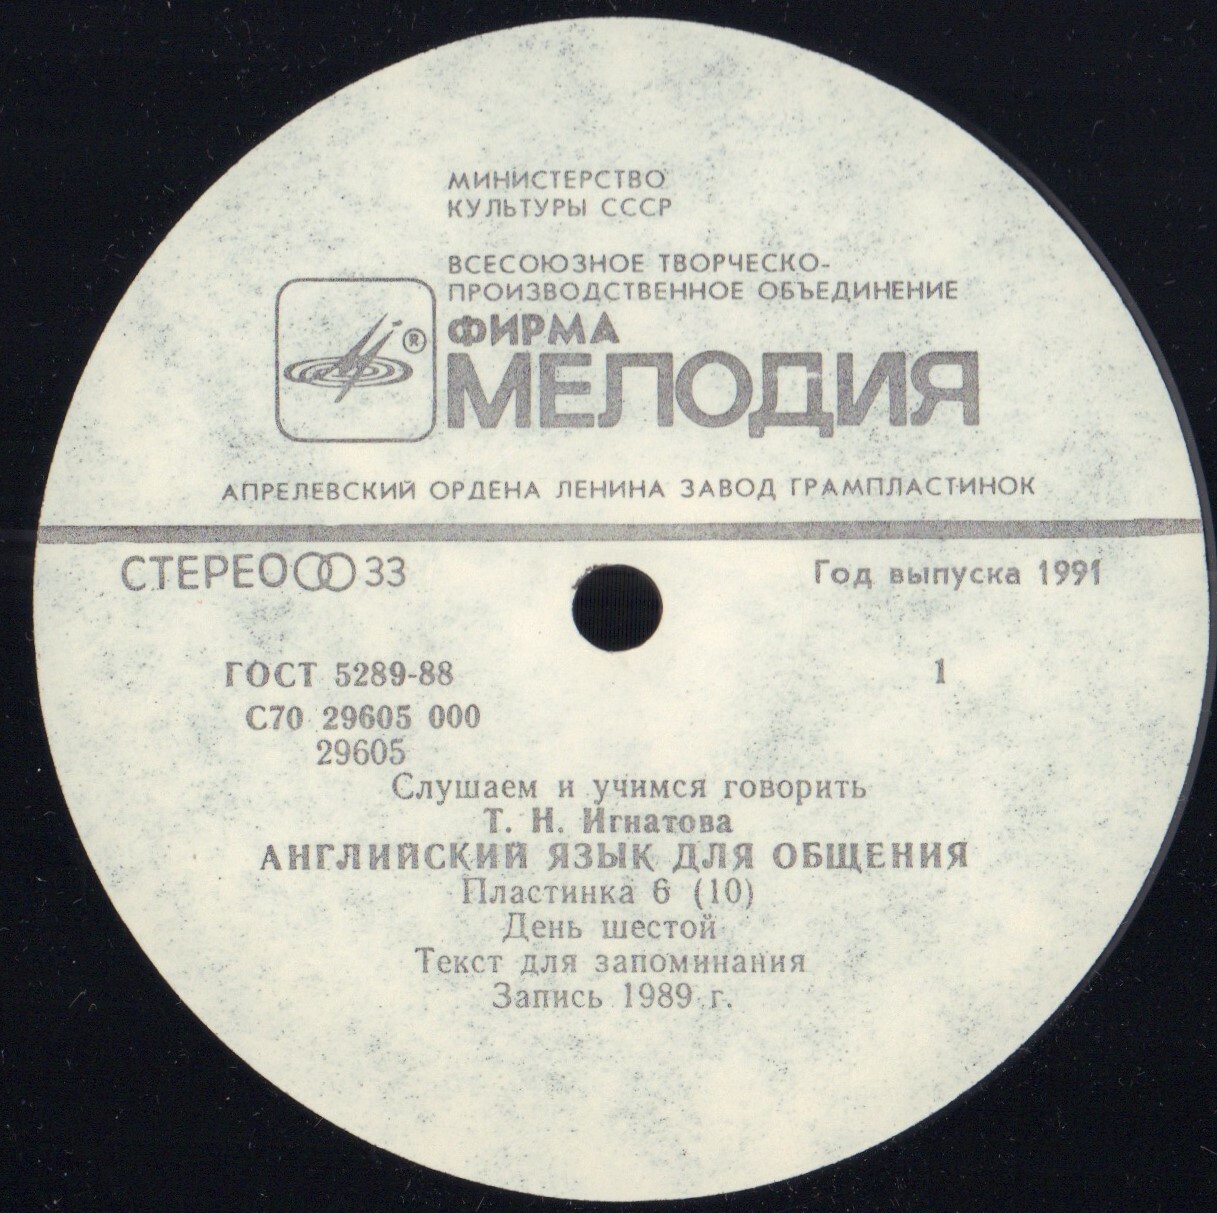 МИНИСТЕРСТВО
КУЛЬТУРЫ СССР
ВСЕСОЮЗНОЕ ТВОРЧЕСКО-
ПРОИЗВОДСТВЕННОЕ ОБЪЕДИНЕНИЕ
ФИРМА
®
МЕЛОДИЯ
АПРЕЛЕВСКИЙ ОРДЕНА ЛЕНИНА ЗАВОД ГРАМПЛАСТИНОК
СТЕРЕО 33
Год выпуска 1991
ГОСТ 5289-88
1
С70 29605 000
29605
Слушаем и учимся говорить
Т. Н. Игнатова
АНГЛИЙСКИЙ ЯЗЫК ДЛЯ ОБЩЕНИЯ
Пластинка 6 (10)
День шестой
Текст для запоминания
Запись 1989 г.